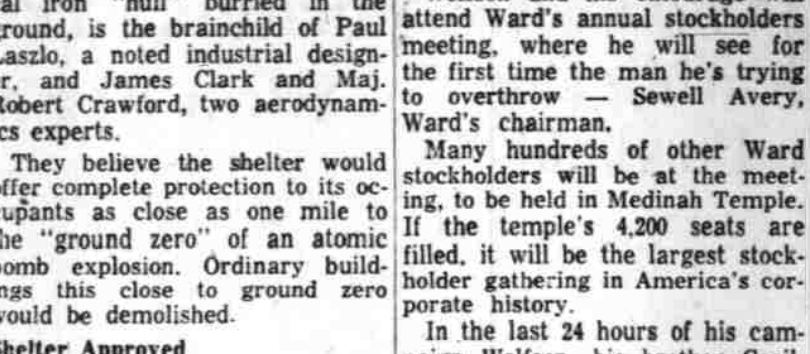 iron "hull" burried in the
round, is the brainchild of Paul
aszlo, a noted industrial design-
r, and James Clark and Maj.
Robert Crawford, two aerodynam-
cs experts.
They believe the shelter would
offer complete protection to its oc-
cupants as close as one mile to
he "ground zero" of an atomic
bomb explosion. Ordinary build-
ngs this close to ground zero
would be demolished.
Shelter Approved
attend Ward's annual stockholders
meeting, where he will see for
the first time the man he's trying
to overthrow — Sewell Avery,
Ward's chairman.
Many hundreds of other Ward
stockholders will be at the meet-
ing, to be held in Medinah Temple.
If the temple's 4,200 seats are
filled, it will be the largest stock-
holder gathering in America's cor-
porate history.
In the last 24 hours of his cam-